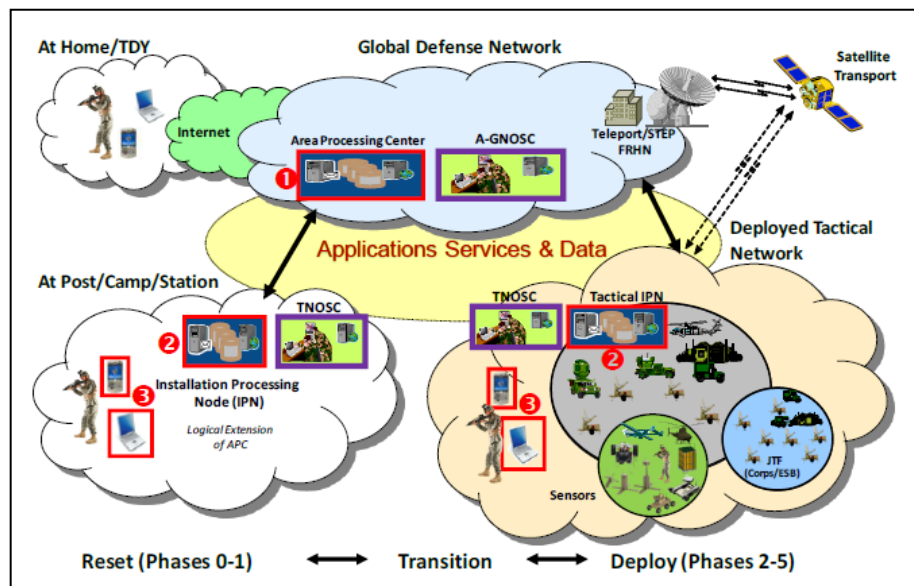 At Home/TDY
Global Defense Network
Satellite
Transport
Internet
Area Processing Center
A-GNOSC
Teleport/STEP
FRHN
1
Applications Services & Data
Deployed Tactical
Network
At Post/Camp/Station
TNOSC
2
Installation Processing
Node (IPN)
Logical Extension
of APC
3
TNOSC
Tactical IPN
2
3
Sensors
JTF
(Corps/ESB)
Reset (Phases 0-1)
Transition
Deploy (Phases 2-5)